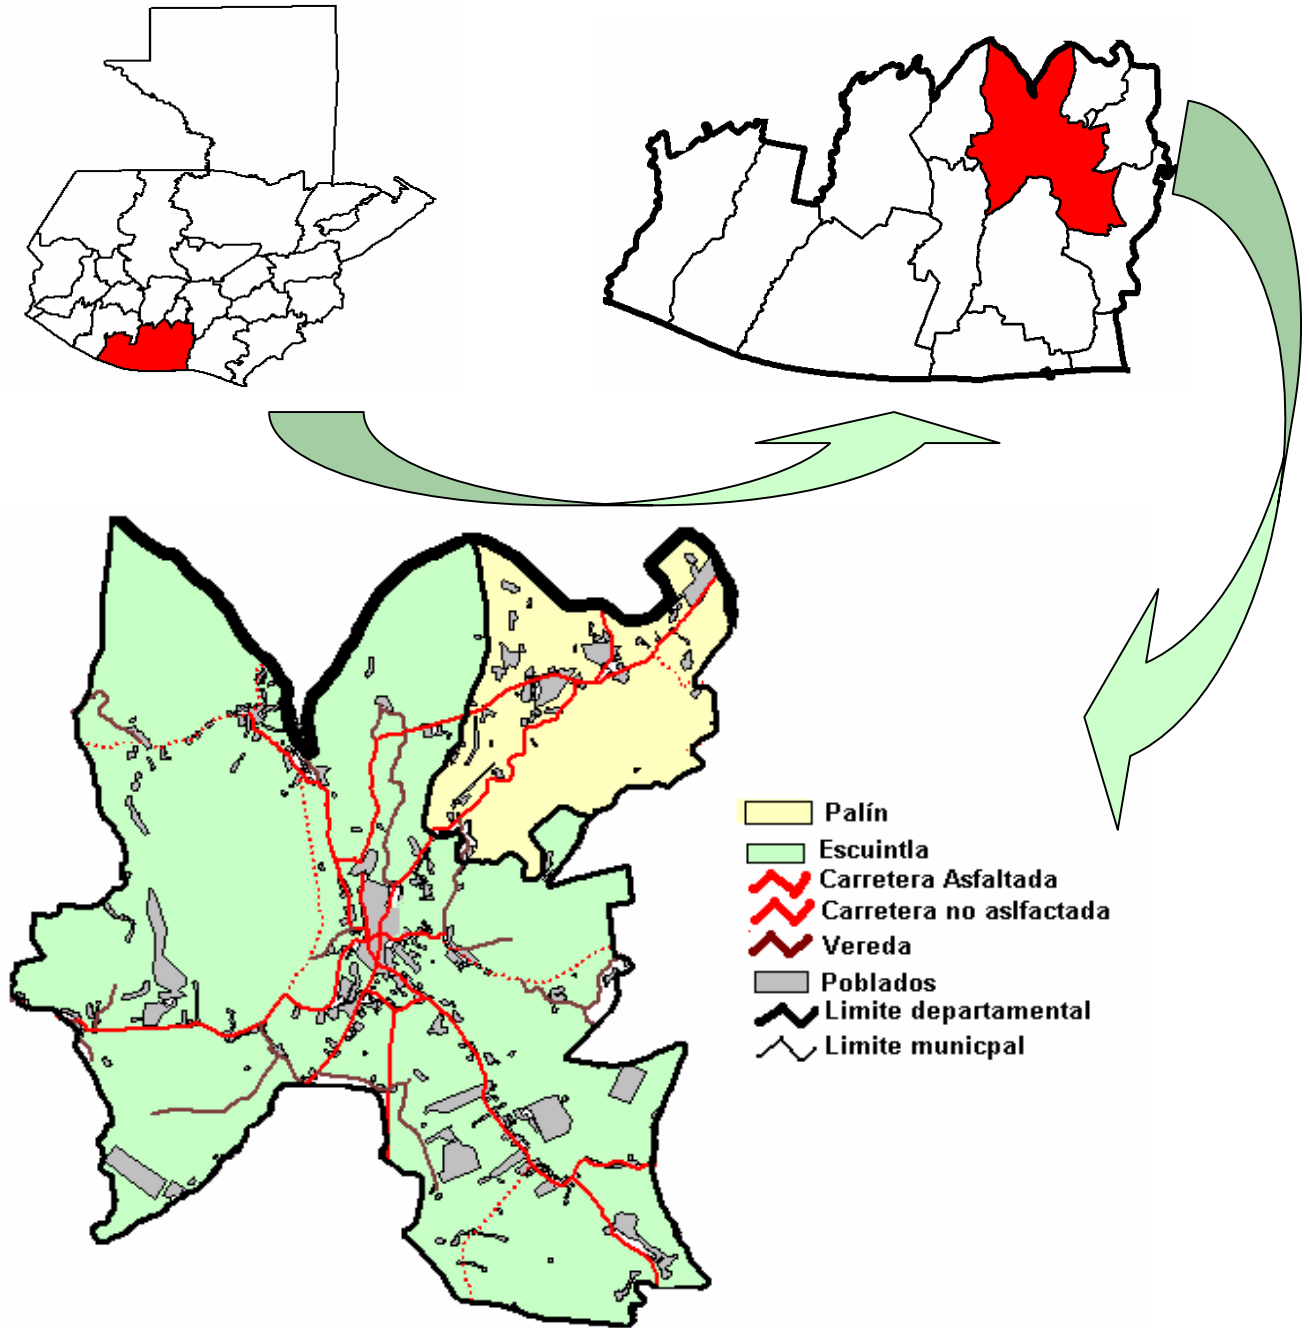 Palín
Escuintla
Carretera Asfaltada
Carretera no aslfactada
Vereda
Poblados
Limite departamental
Limite municpal